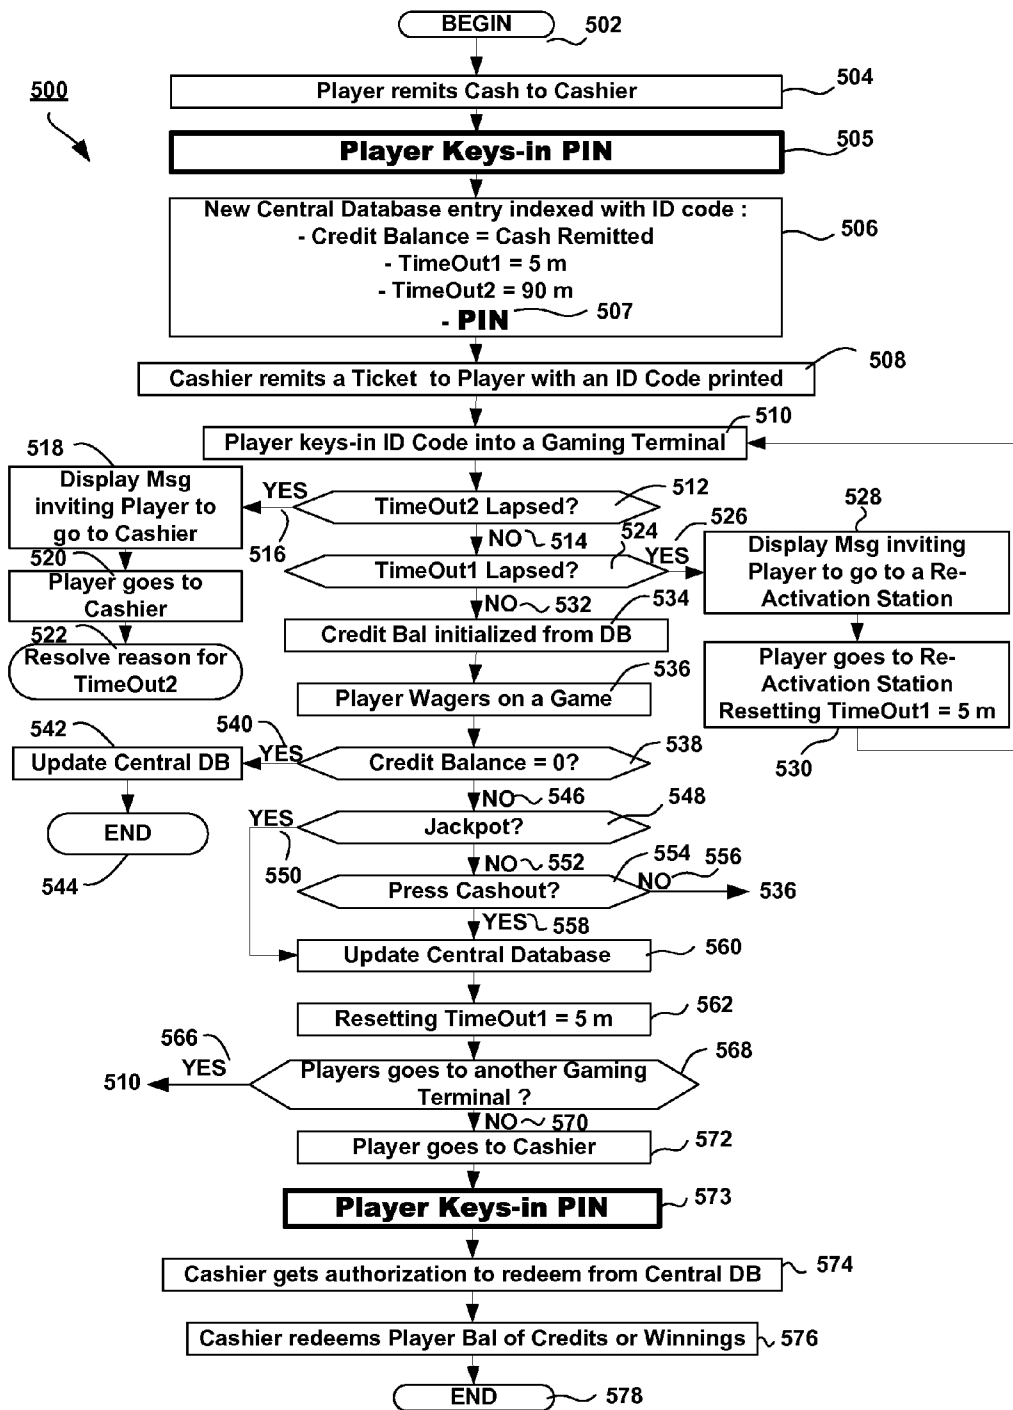 BEGIN
502
500
Player remits Cash to Cashier
504
Player Keys-in PIN
505
New Central Database entry indexed with ID code :
- Credit Balance = Cash Remitted
- TimeOut1 = 5 m
- TimeOut2 = 90 m
- PIN
507
506
Cashier remits a Ticket to Player with an ID Code printed
508
Player keys-in ID Code into a Gaming Terminal
510
TimeOut2 Lapsed?
512
YES
516
518
Display Msg
inviting Player to
go to Cashier
520
Player goes to
Cashier
522
Resolve reason for
TimeOut2
NO
514
TimeOut1 Lapsed?
524
YES
526
528
Display Msg inviting
Player to go to a Re-
Activation Station
Player goes to Re-
Activation Station
Resetting TimeOut1 = 5 m
530
NO
532
Credit Bal initialized from DB
534
Player Wagers on a Game
536
Credit Balance = 0?
538
YES
540
542
Update Central DB
END
544
NO
546
Jackpot?
548
YES
550
NO
552
Press Cashout?
554
NO
556
536
YES
558
Update Central Database
560
Resetting TimeOut1 = 5 m
562
Players goes to another Gaming
Terminal ?
568
566
YES
510
NO
570
Player goes to Cashier
572
Player Keys-in PIN
573
Cashier gets authorization to redeem from Central DB
574
Cashier redeems Player Bal of Credits or Winnings
576
END
578